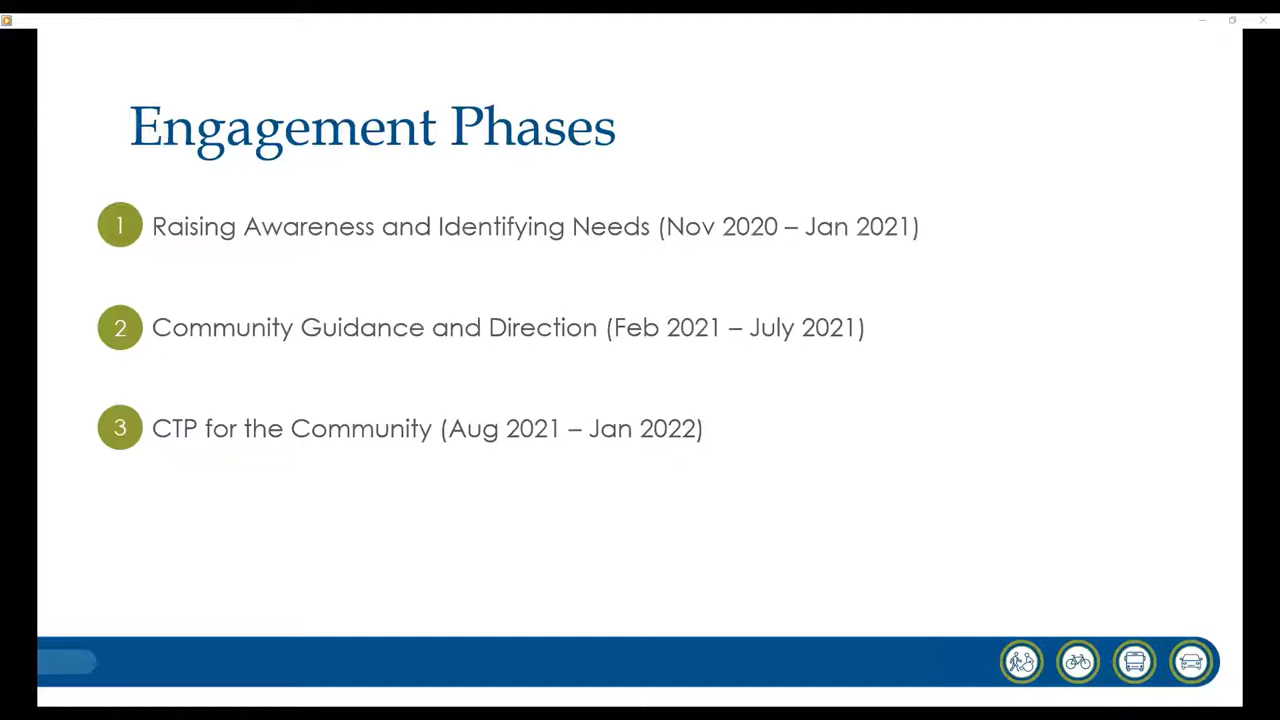 Engagement Phases
1 Raising Awareness and Identifying Needs (Nov 2020 – Jan 2021)
2 Community Guidance and Direction (Feb 2021 – July 2021)
3 CTP for the Community (Aug 2021 – Jan 2022)